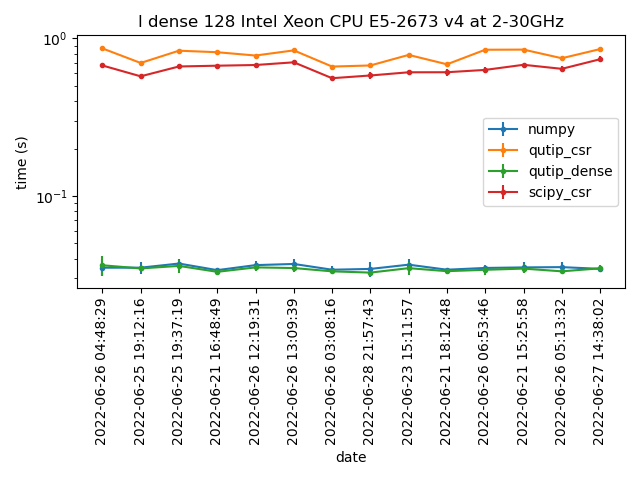 l dense 128 Intel Xeon CPU E5-2673 v4 at 2-30GHz
10^0
10^-1
time (s)
numpy
qutip_csr
qutip_dense
scipy_csr
2022-06-26 04:48:29
2022-06-25 19:12:16
2022-06-25 19:37:19
2022-06-21 16:48:49
2022-06-26 12:19:31
2022-06-26 13:09:39
2022-06-26 03:08:16
2022-06-28 21:57:43
2022-06-23 15:11:57
2022-06-21 18:12:48
2022-06-26 06:53:46
2022-06-21 15:25:58
2022-06-26 05:13:32
2022-06-27 14:38:02
date